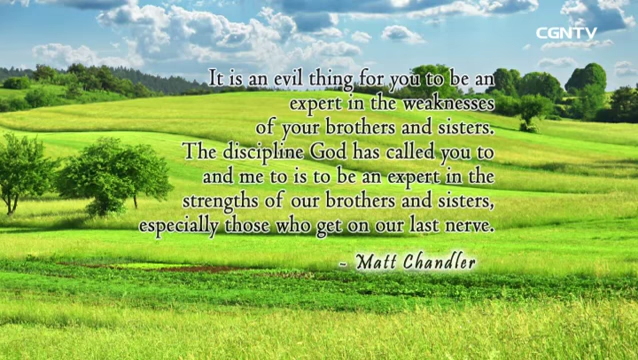 CGNTV
It is an evil thing for you to be an
expert in the weaknesses
of your brothers and sisters.
The discipline God has called you to
and me to is to be an expert in the
strengths of our brothers and sisters,
especially those who get on our last nerve.
~ Matt Chandler